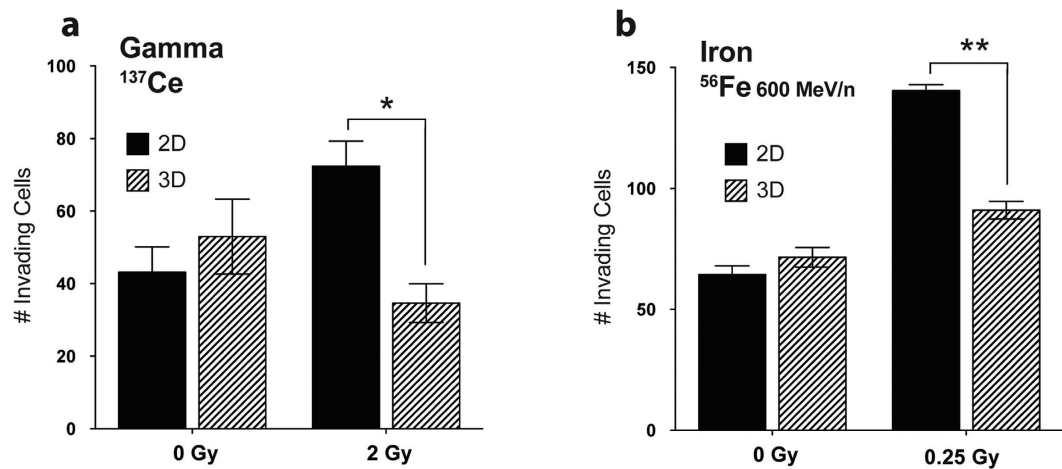 a
Gamma
¹³⁷Ce
2D
3D
*
# Invading Cells
100
80
60
40
20
0
0 Gy
2 Gy
b
Iron
⁵⁶Fe 600 MeV/n
2D
3D
**
# Invading Cells
150
100
50
0
0 Gy
0.25 Gy